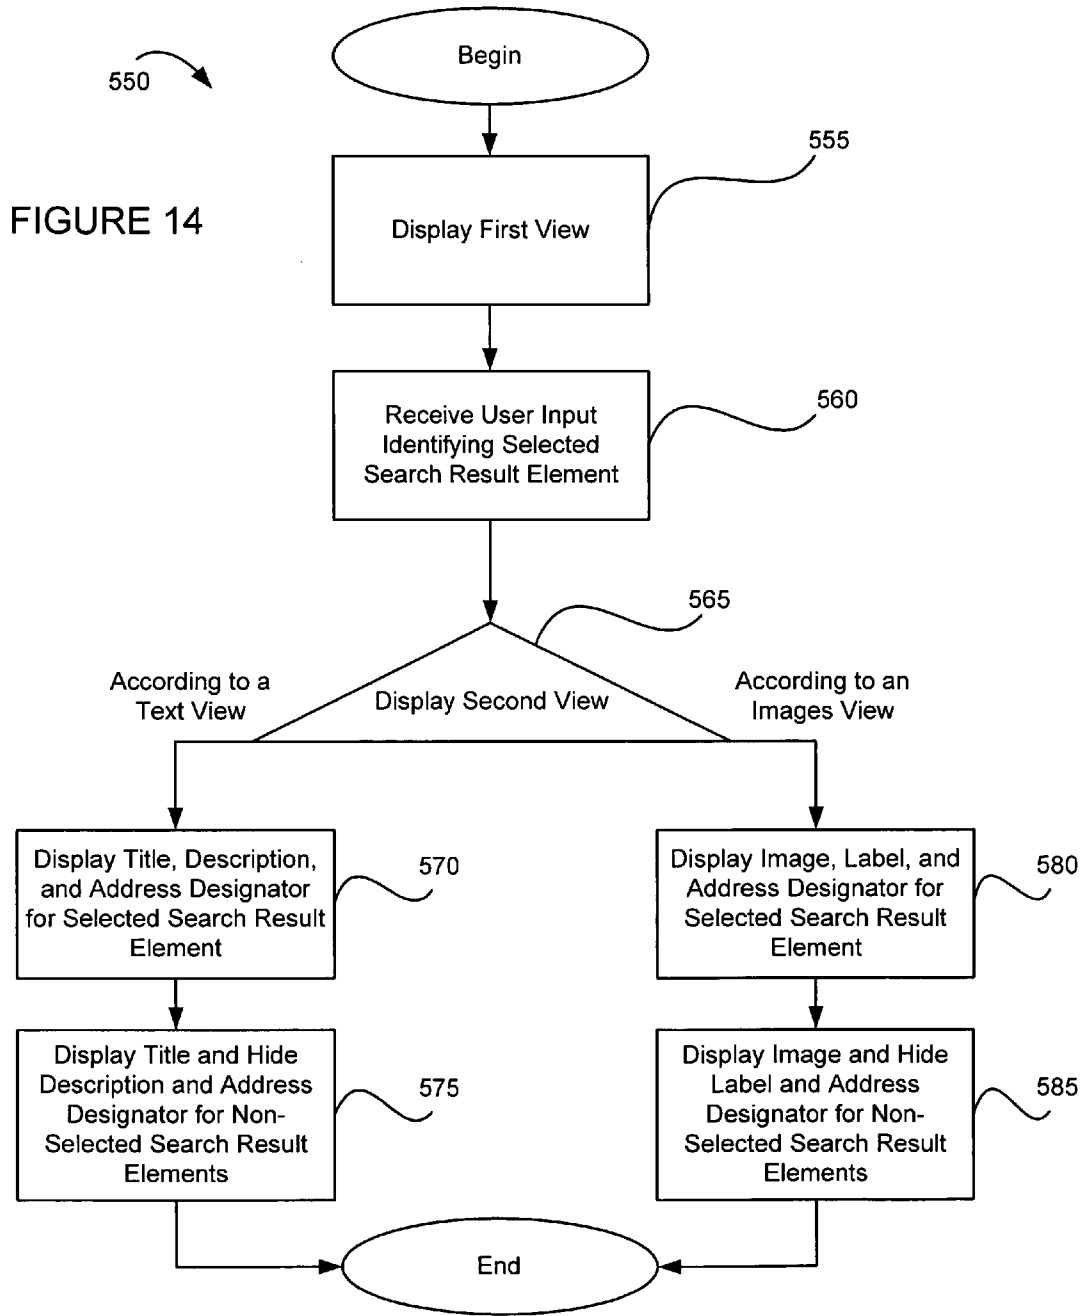 Begin
550
555
FIGURE 14
Display First View
560
Receive User Input
Identifying Selected
Search Result Element
565
According to a
Text View
Display Second View
According to an
Images View
Display Title, Description,
and Address Designator
for Selected Search Result
Element
570
Display Image, Label, and
Address Designator for
Selected Search Result
Element
580
Display Title and Hide
Description and Address
Designator for Non-
Selected Search Result
Elements
575
Display Image and Hide
Label and Address
Designator for Non-
Selected Search Result
Elements
585
End